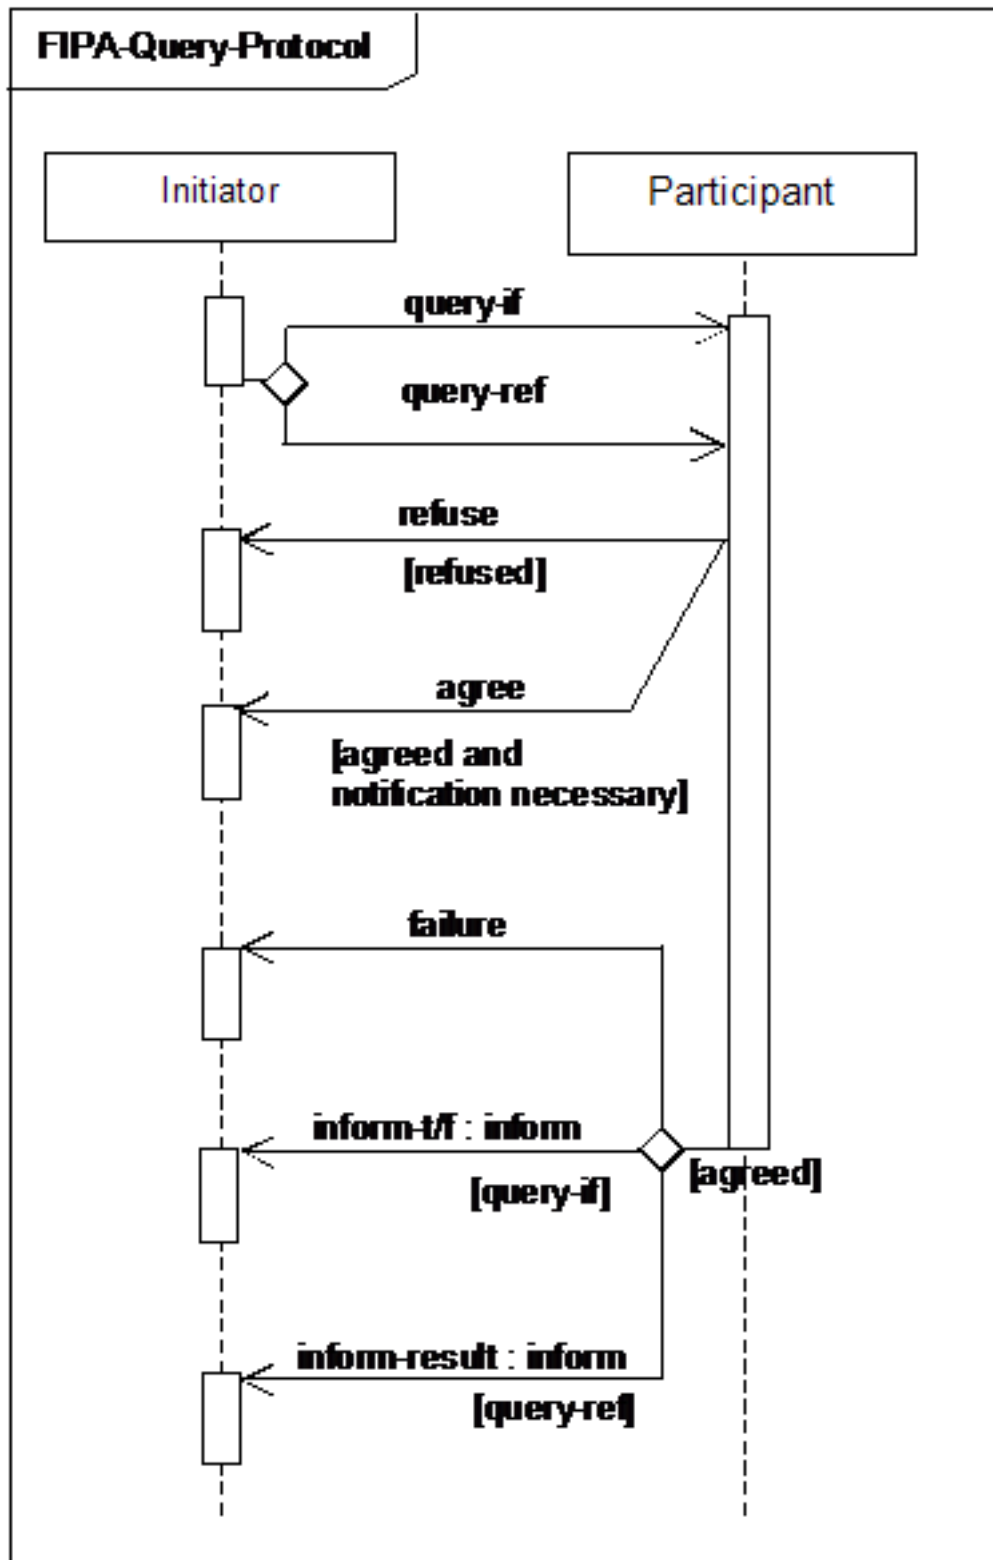 FIPA-Query-Protocol
Initiator
Participant
query-if
query-ref
refuse
[refused]
agree
[agreed and
notification necessary]
failure
inform-t/f : inform
[query-if]
[agreed]
inform-result : inform
[query-ref]